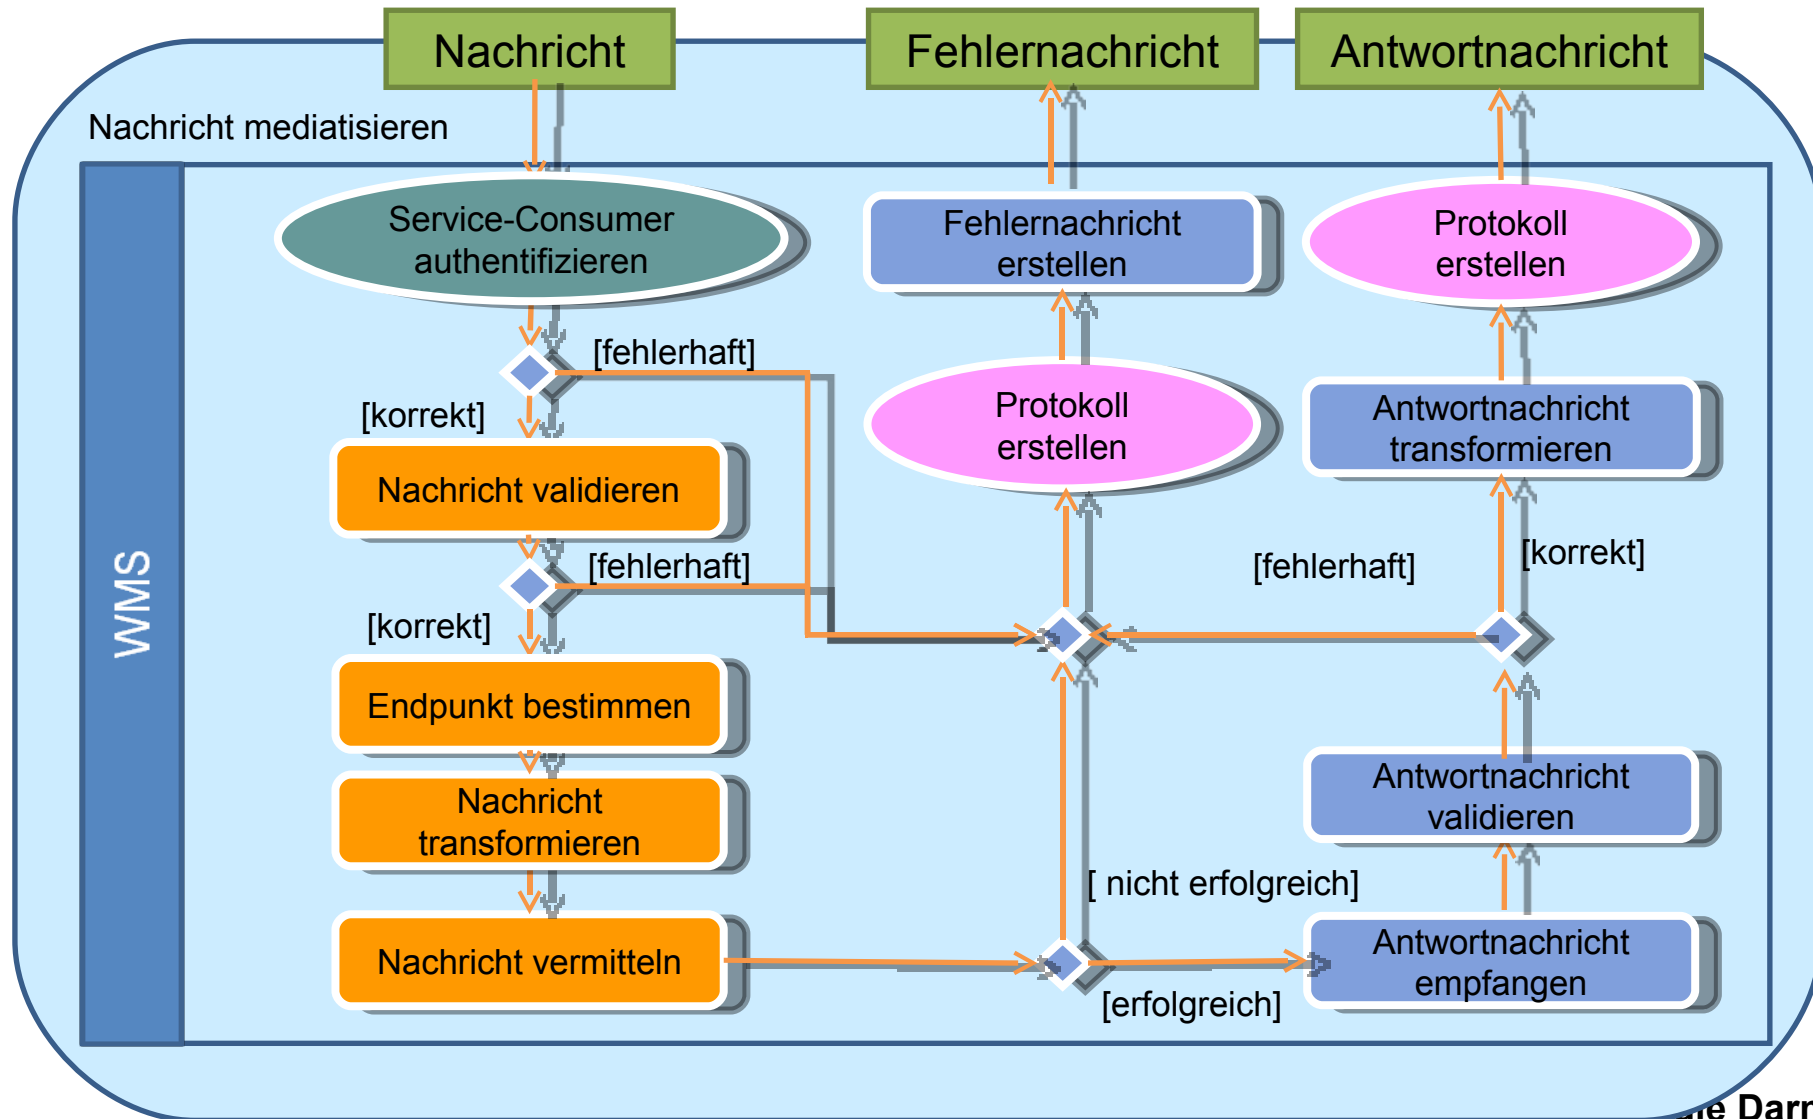 Nachricht
Fehlernachricht
Antwortnachricht
Nachricht mediatisieren
WMS
Service-Consumer
authentifizieren
[fehlerhaft]
[korrekt]
Nachricht validieren
[fehlerhaft]
[korrekt]
Endpunkt bestimmen
Nachricht
transformieren
Nachricht vermitteln
Fehlernachricht
erstellen
Protokoll
erstellen
[ nicht erfolgreich]
[erfolgreich]
Protokoll
erstellen
Antwortnachricht
transformieren
[fehlerhaft]
[korrekt]
Antwortnachricht
validieren
Antwortnachricht
empfangen